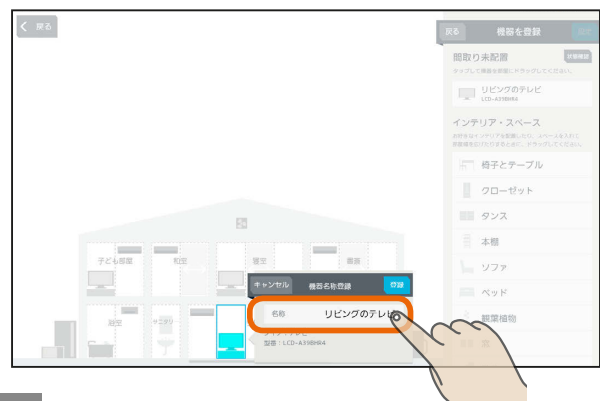 戻る
戻る 機器を登録
間取り未配置
タップして機器を部屋にドラッグしてください。
リビングのテレビ
LCD-A39BHR4
インテリア・スペース
椅子とテーブル
クローゼット
タンス
本棚
ソファ
ベッド
観葉植物
子ども部屋 和室 寝室 書斎
キャンセル 機器名称登録 登録
名称 リビングのテレビ
型番：LCD-A39BHR4